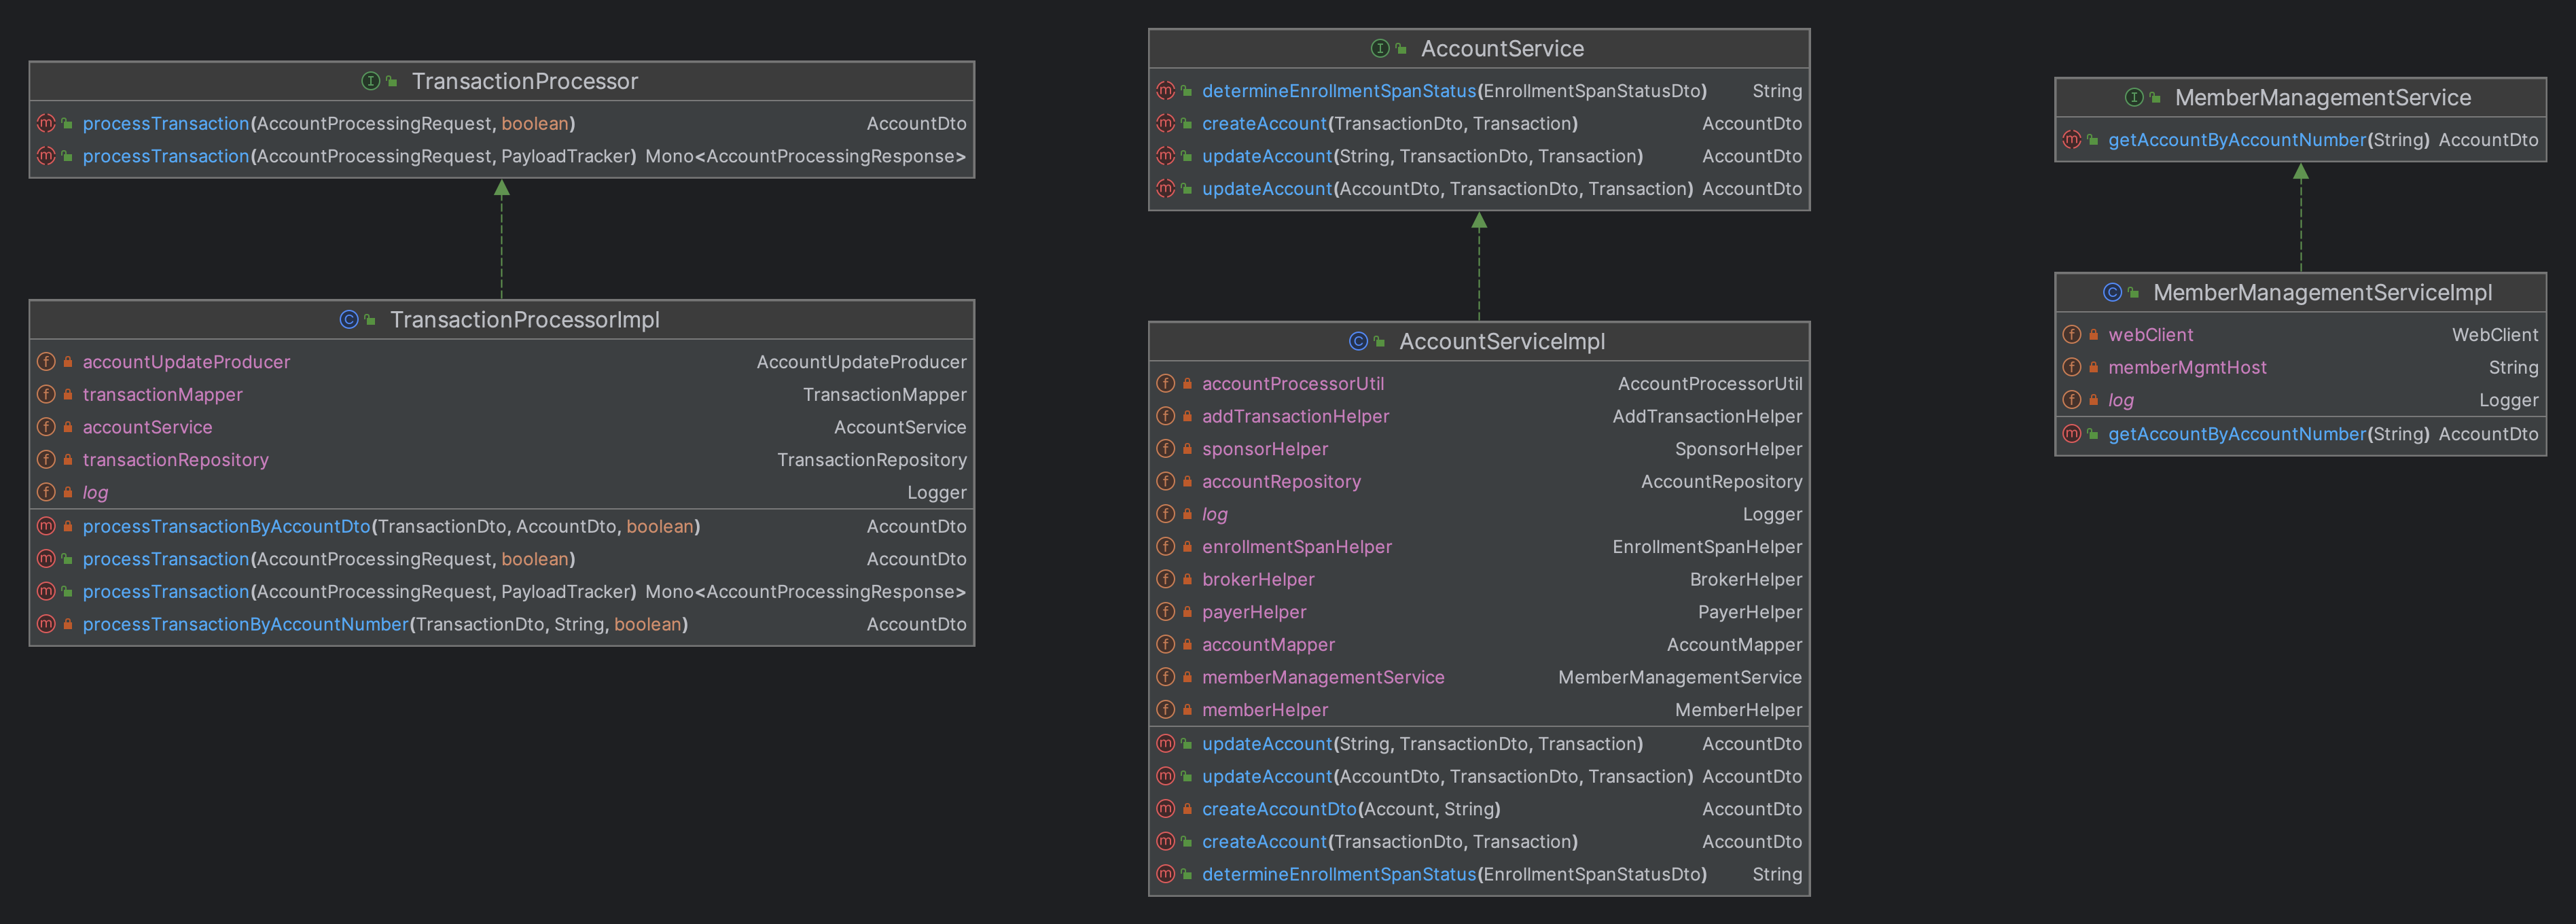 TransactionProcessor
processTransaction(AccountProcessingRequest, boolean) AccountDto
processTransaction(AccountProcessingRequest, PayloadTracker) Mono<AccountProcessingResponse>
TransactionProcessorImpl
accountUpdateProducer AccountUpdateProducer
transactionMapper TransactionMapper
accountService AccountService
transactionRepository TransactionRepository
log Logger
processTransactionByAccountDto(TransactionDto, AccountDto, boolean) AccountDto
processTransaction(AccountProcessingRequest, boolean) AccountDto
processTransaction(AccountProcessingRequest, PayloadTracker) Mono<AccountProcessingResponse>
processTransactionByAccountNumber(TransactionDto, String, boolean) AccountDto
AccountService
determineEnrollmentSpanStatus(EnrollmentSpanStatusDto) String
createAccount(TransactionDto, Transaction) AccountDto
updateAccount(String, TransactionDto, Transaction) AccountDto
updateAccount(AccountDto, TransactionDto, Transaction) AccountDto
AccountServiceImpl
accountProcessorUtil AccountProcessorUtil
addTransactionHelper AddTransactionHelper
sponsorHelper SponsorHelper
accountRepository AccountRepository
log Logger
enrollmentSpanHelper EnrollmentSpanHelper
brokerHelper BrokerHelper
payerHelper PayerHelper
accountMapper AccountMapper
memberManagementService MemberManagementService
memberHelper MemberHelper
updateAccount(String, TransactionDto, Transaction) AccountDto
updateAccount(AccountDto, TransactionDto, Transaction) AccountDto
createAccountDto(Account, String) AccountDto
createAccount(TransactionDto, Transaction) AccountDto
determineEnrollmentSpanStatus(EnrollmentSpanStatusDto) String
MemberManagementService
getAccountByAccountNumber(String) AccountDto
MemberManagementServiceImpl
webClient WebClient
memberMgmtHost String
log Logger
getAccountByAccountNumber(String) AccountDto